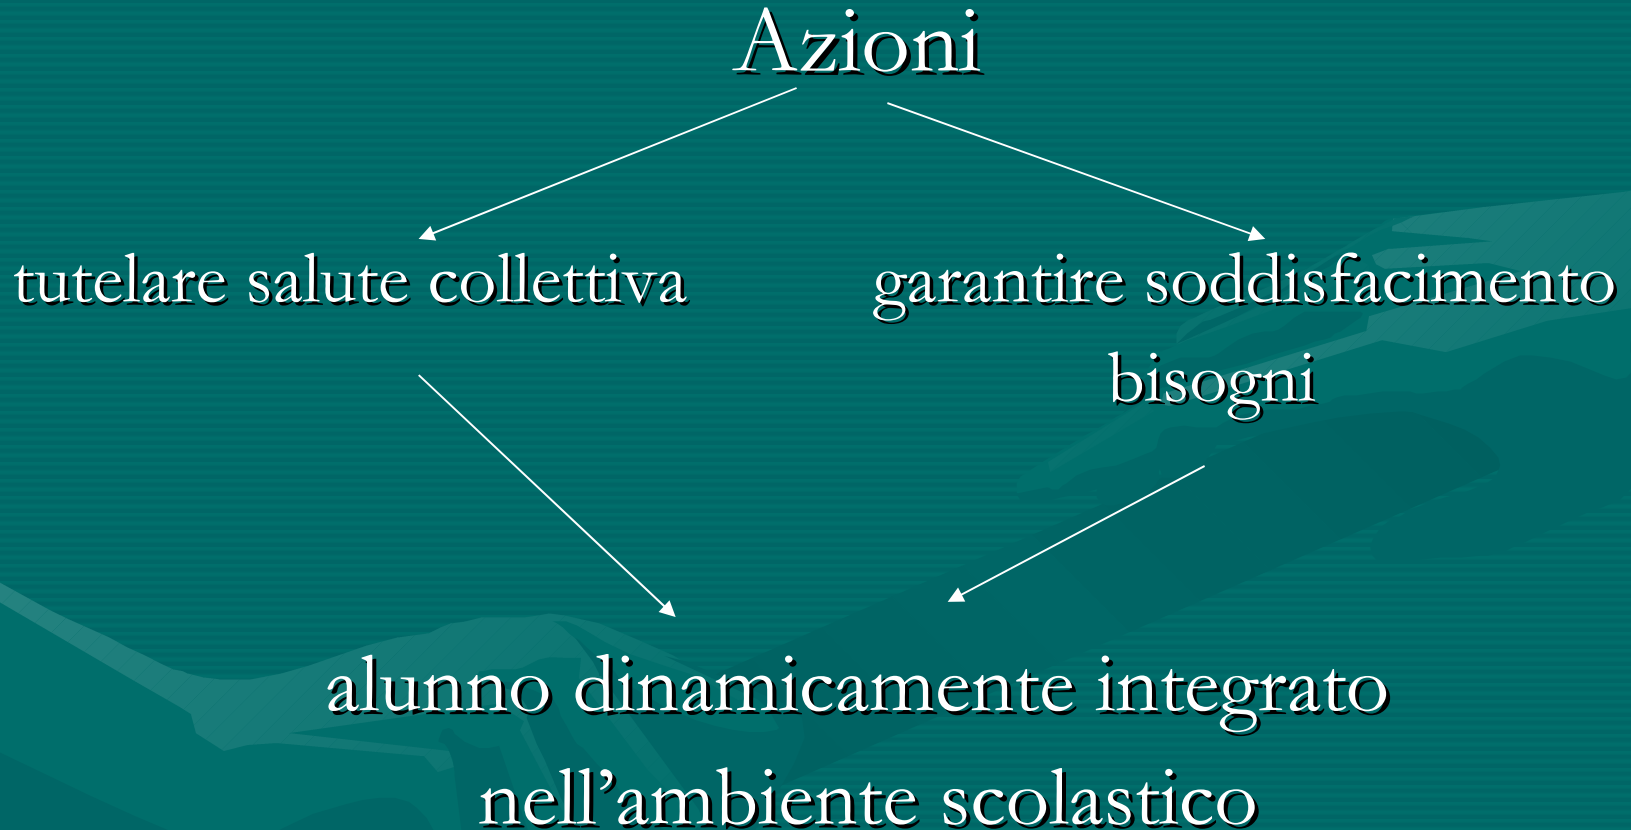 Azioni
tutelare salute collettiva
garantire soddisfacimento
bisogni
alunno dinamicamente integrato
nell’ambiente scolastico